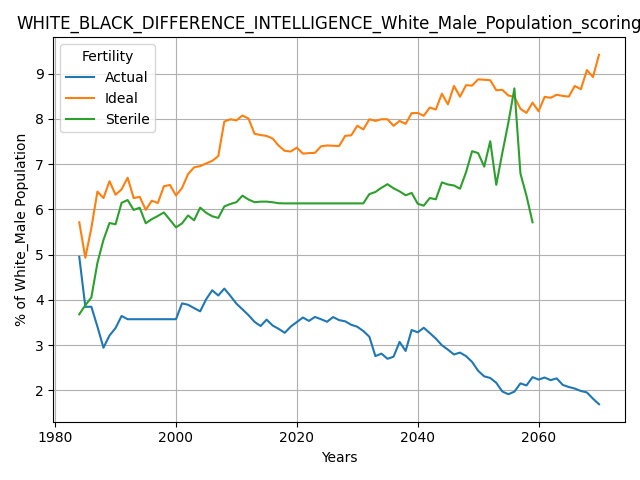 WHITE_BLACK_DIFFERENCE_INTELLIGENCE_White_Male_Population_scoring
Fertility
Actual
Ideal
Sterile
% of White_Male Population
9
8
7
6
5
4
3
2
1980
2000
2020
2040
2060
Years